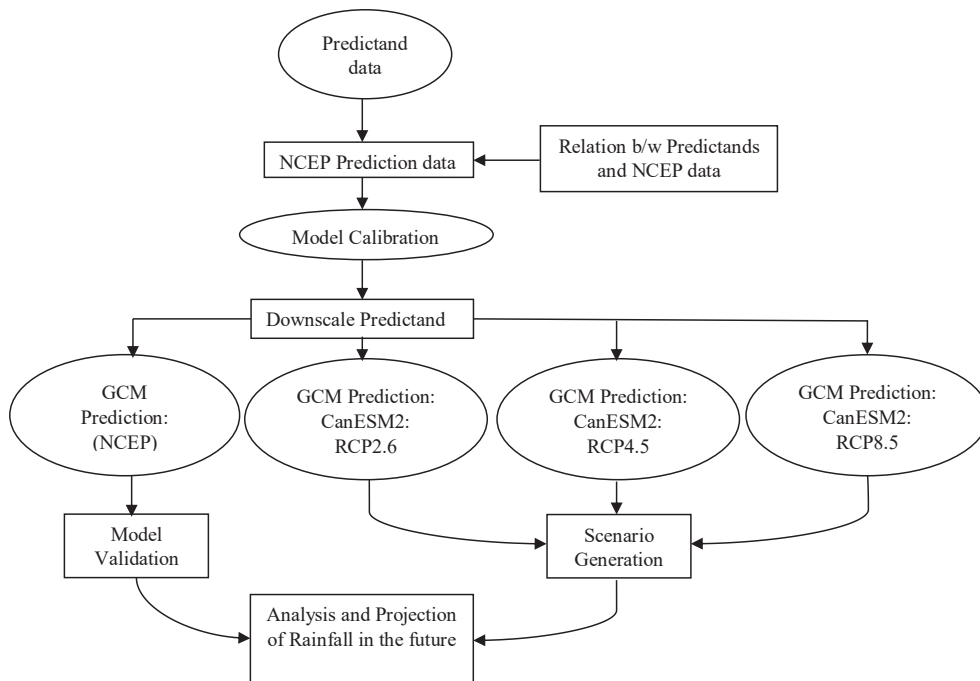 Predictand
data
NCEP Prediction data
Relation b/w Predictands
and NCEP data
Model Calibration
Downscale Predictand
GCM
Prediction:
(NCEP)
GCM Prediction:
CanESM2:
RCP2.6
GCM Prediction:
CanESM2:
RCP4.5
GCM Prediction:
CanESM2:
RCP8.5
Model
Validation
Scenario
Generation
Analysis and Projection
of Rainfall in the future